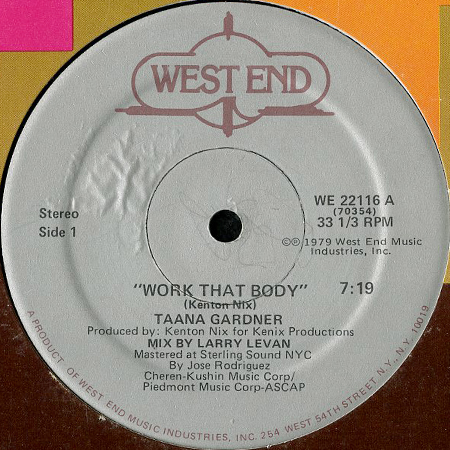 WEST END
Stereo
Side 1
WE 22116 A
(70354)
33 1/3 RPM
©℗ 1979 West End Music
Industries, Inc.
"WORK THAT BODY" 7:19
(Kenton Nix)
TAANA GARDNER
Produced by: Kenton Nix for Kenix Productions
MIX BY LARRY LEVAN
Mastered at Sterling Sound NYC
By Jose Rodriguez
Cheren-Kushin Music Corp/
Piedmont Music Corp-ASCAP
A PRODUCT OF WEST END MUSIC INDUSTRIES, INC. 254 WEST 54TH STREET N.Y., N.Y. 10019